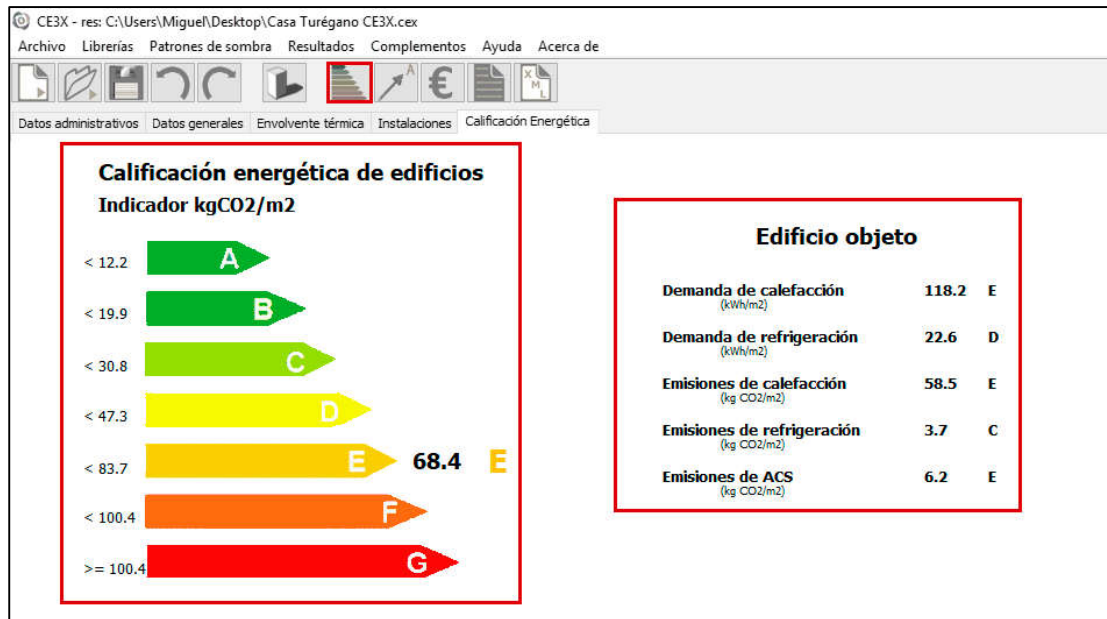 CE3X - res: C:\Users\Miguel\Desktop\Casa Turégano CE3X.cex
Archivo Librerías Patrones de sombra Resultados Complementos Ayuda Acerca de
A € X M L
Datos administrativos Datos generales Envolvente térmica Instalaciones Calificación Energética
Calificación energética de edificios
Indicador kgCO2/m2
< 12.2 A
< 19.9 B
< 30.8 C
< 47.3 D
< 83.7 E 68.4 E
< 100.4 F
>= 100.4 G
Edificio objeto
Demanda de calefacción 118.2 E
(kWh/m2)
Demanda de refrigeración 22.6 D
(kWh/m2)
Emisiones de calefacción 58.5 E
(kg CO2/m2)
Emisiones de refrigeración 3.7 C
(kg CO2/m2)
Emisiones de ACS 6.2 E
(kg CO2/m2)